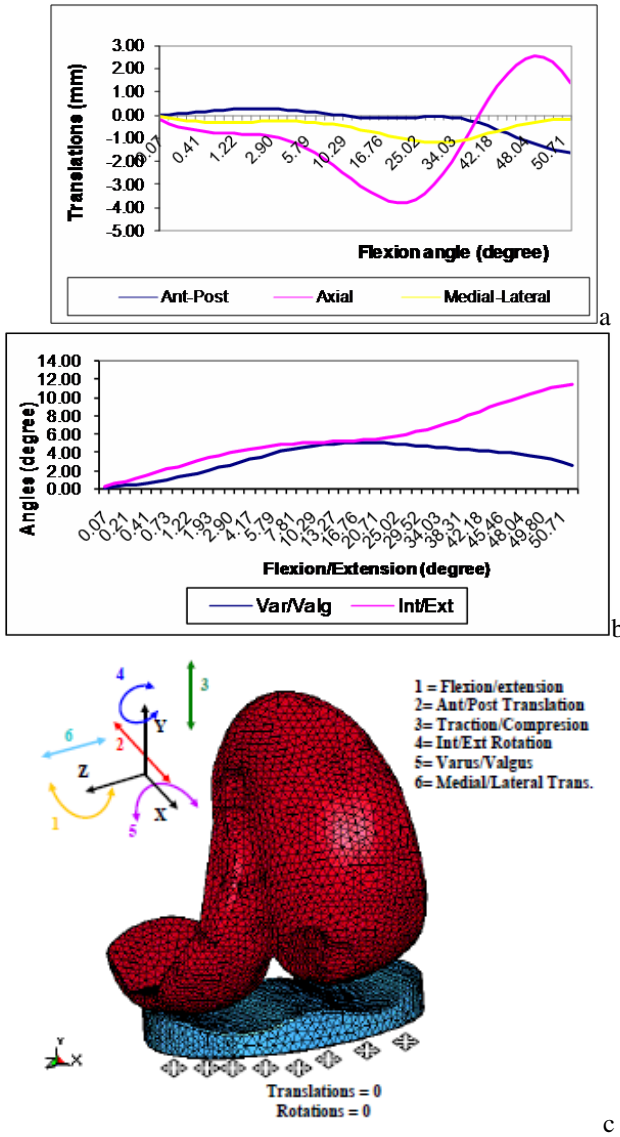 3.00
2.00
1.00
0.00
-1.00
-2.00
-3.00
-4.00
-5.00
Translations (mm)
0.07 0.41 1.22 2.90 5.79 10.29 16.76 25.02 34.03 42.18 48.04 50.71
Flexion angle (degree)
Ant-Post Axial Medial-Lateral
a
14.00
12.00
10.00
8.00
6.00
4.00
2.00
0.00
Angles (degree)
0.07 0.21 0.41 0.73 1.22 1.93 2.90 4.17 5.79 7.81 10.29 13.27 16.76 20.71 25.02 29.52 34.03 38.31 42.18 45.46 48.04 49.80 50.71
Flexion/Extension (degree)
Var/Valg Int/Ext
b
4
3
Y
6
2
Z
1
X
5
1 = Flexion/extension
2= Ant/Post Translation
3= Traction/Compresion
4= Int/Ext Rotation
5= Varus/Valgus
6= Medial/Lateral Trans.
Y
X
Translations = 0
Rotations = 0
c